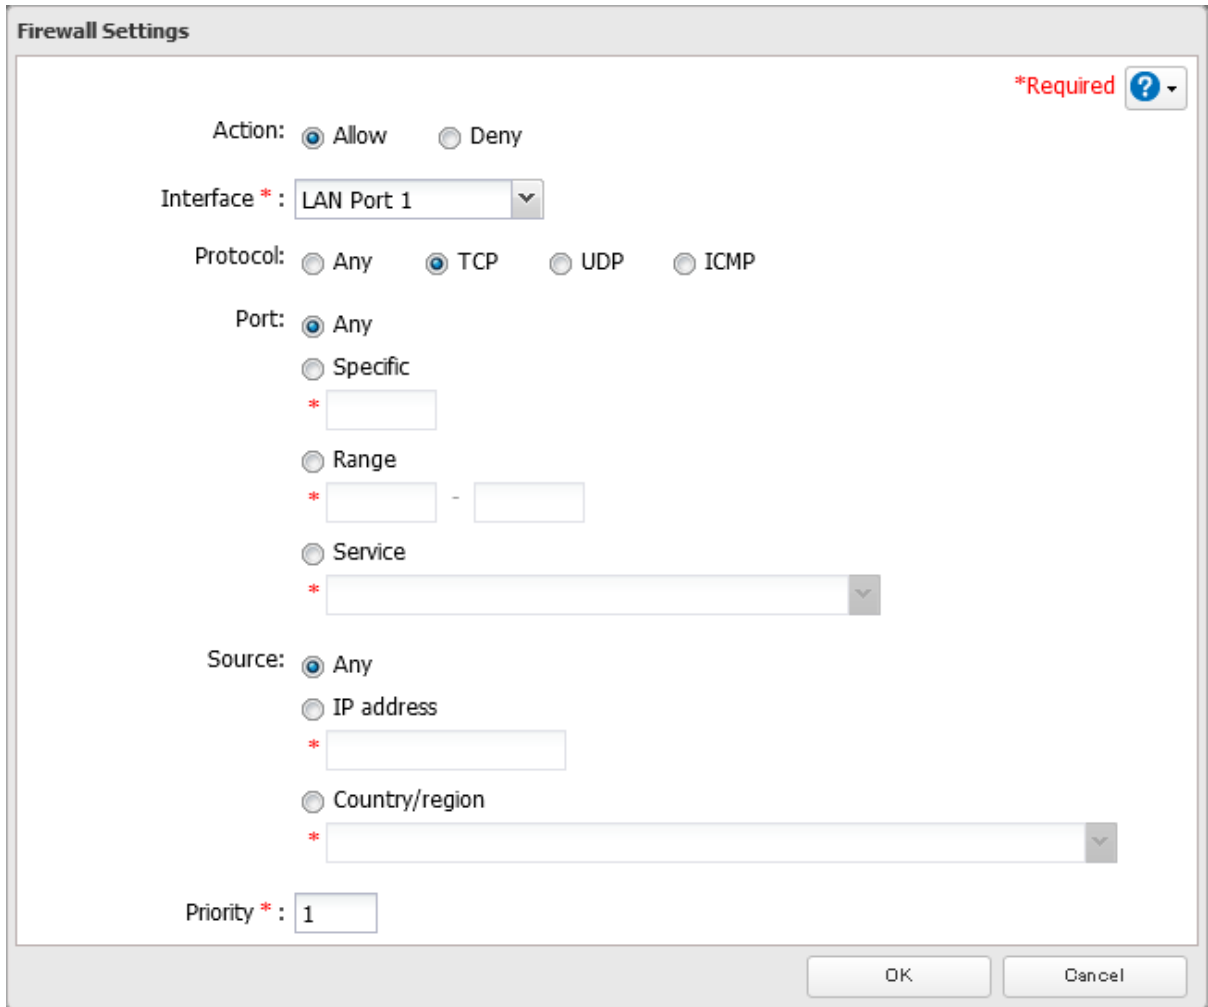 Firewall Settings
*Required ?
Action: Allow Deny
Interface * : LAN Port 1
Protocol: Any TCP UDP ICMP
Port: Any
Specific
*
Range
* -
Service
*
Source: Any
IP address
*
Country/region
*
Priority * : 1
OK Cancel